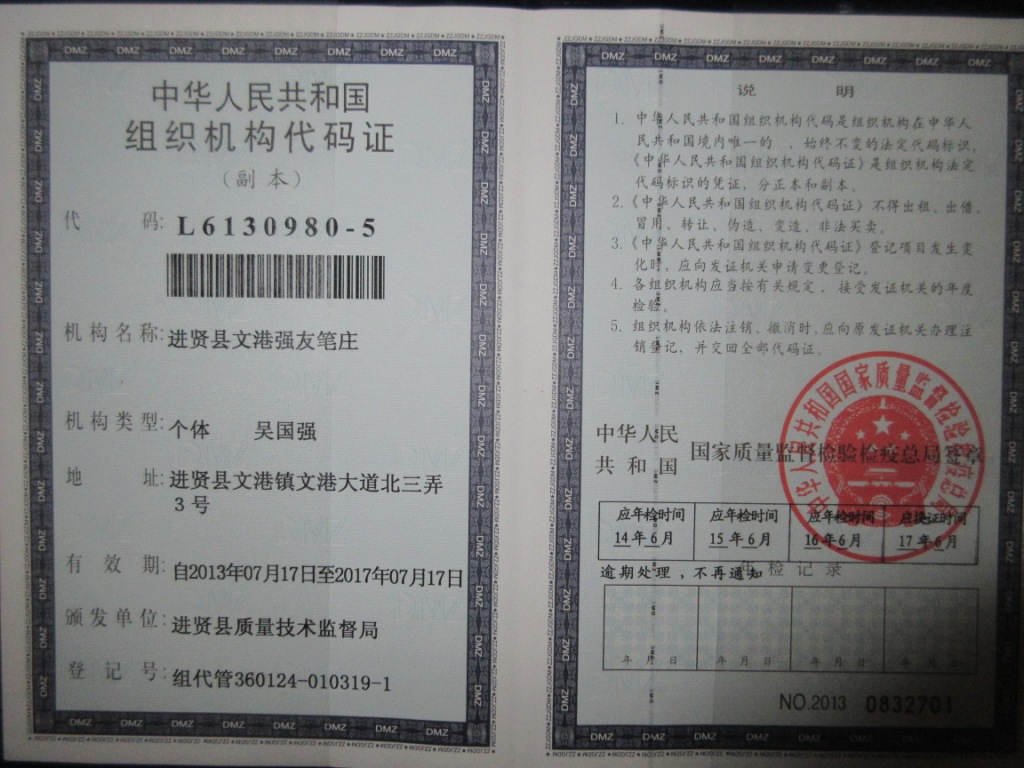 中华人民共和国
组织机构代码证
（副本）
代 码: L6130980-5
机构名称: 进贤县文港强友笔庄
机构类型: 个体 吴国强
地 址: 进贤县文港镇文港大道北三弄
3号
有 效 期: 自2013年07月17日至2017年07月17日
颁发单位: 进贤县质量技术监督局
登 记 号: 组代管360124-010319-1
说 明
1. 中华人民共和国组织机构代码是组织机构在中华人
民共和国境内唯一的 、始终不变的法定代码标识，
《中华人民共和国组织机构代码证》是组织机构法定
代码标识的凭证，分正本和副本。
2.《中华人民共和国组织机构代码证》不得出租、出借、
冒用、转让、伪造、变造、非法买卖。
3.《中华人民共和国组织机构代码证》登记项目发生变
化时，应向发证机关申请变更登记。
4. 各组织机构应当按有关规定，接受发证机关的年度
检验。
5. 组织机构依法注销、撤消时，应向原发证机关办理注
销登记，并交回全部代码证。
中华人民
共和国 国家质量监督检验检疫总局签章
中华人民共和国国家质量监督检验检疫总局
应年检时间 应年检时间 应年检时间 应换证时间
14年6月 15年6月 16年6月 17年6月
逾期处理，不再通知
年检记录
年 月 日 年 月 日 年 月 日 年 月 日
NO.2013 0832701